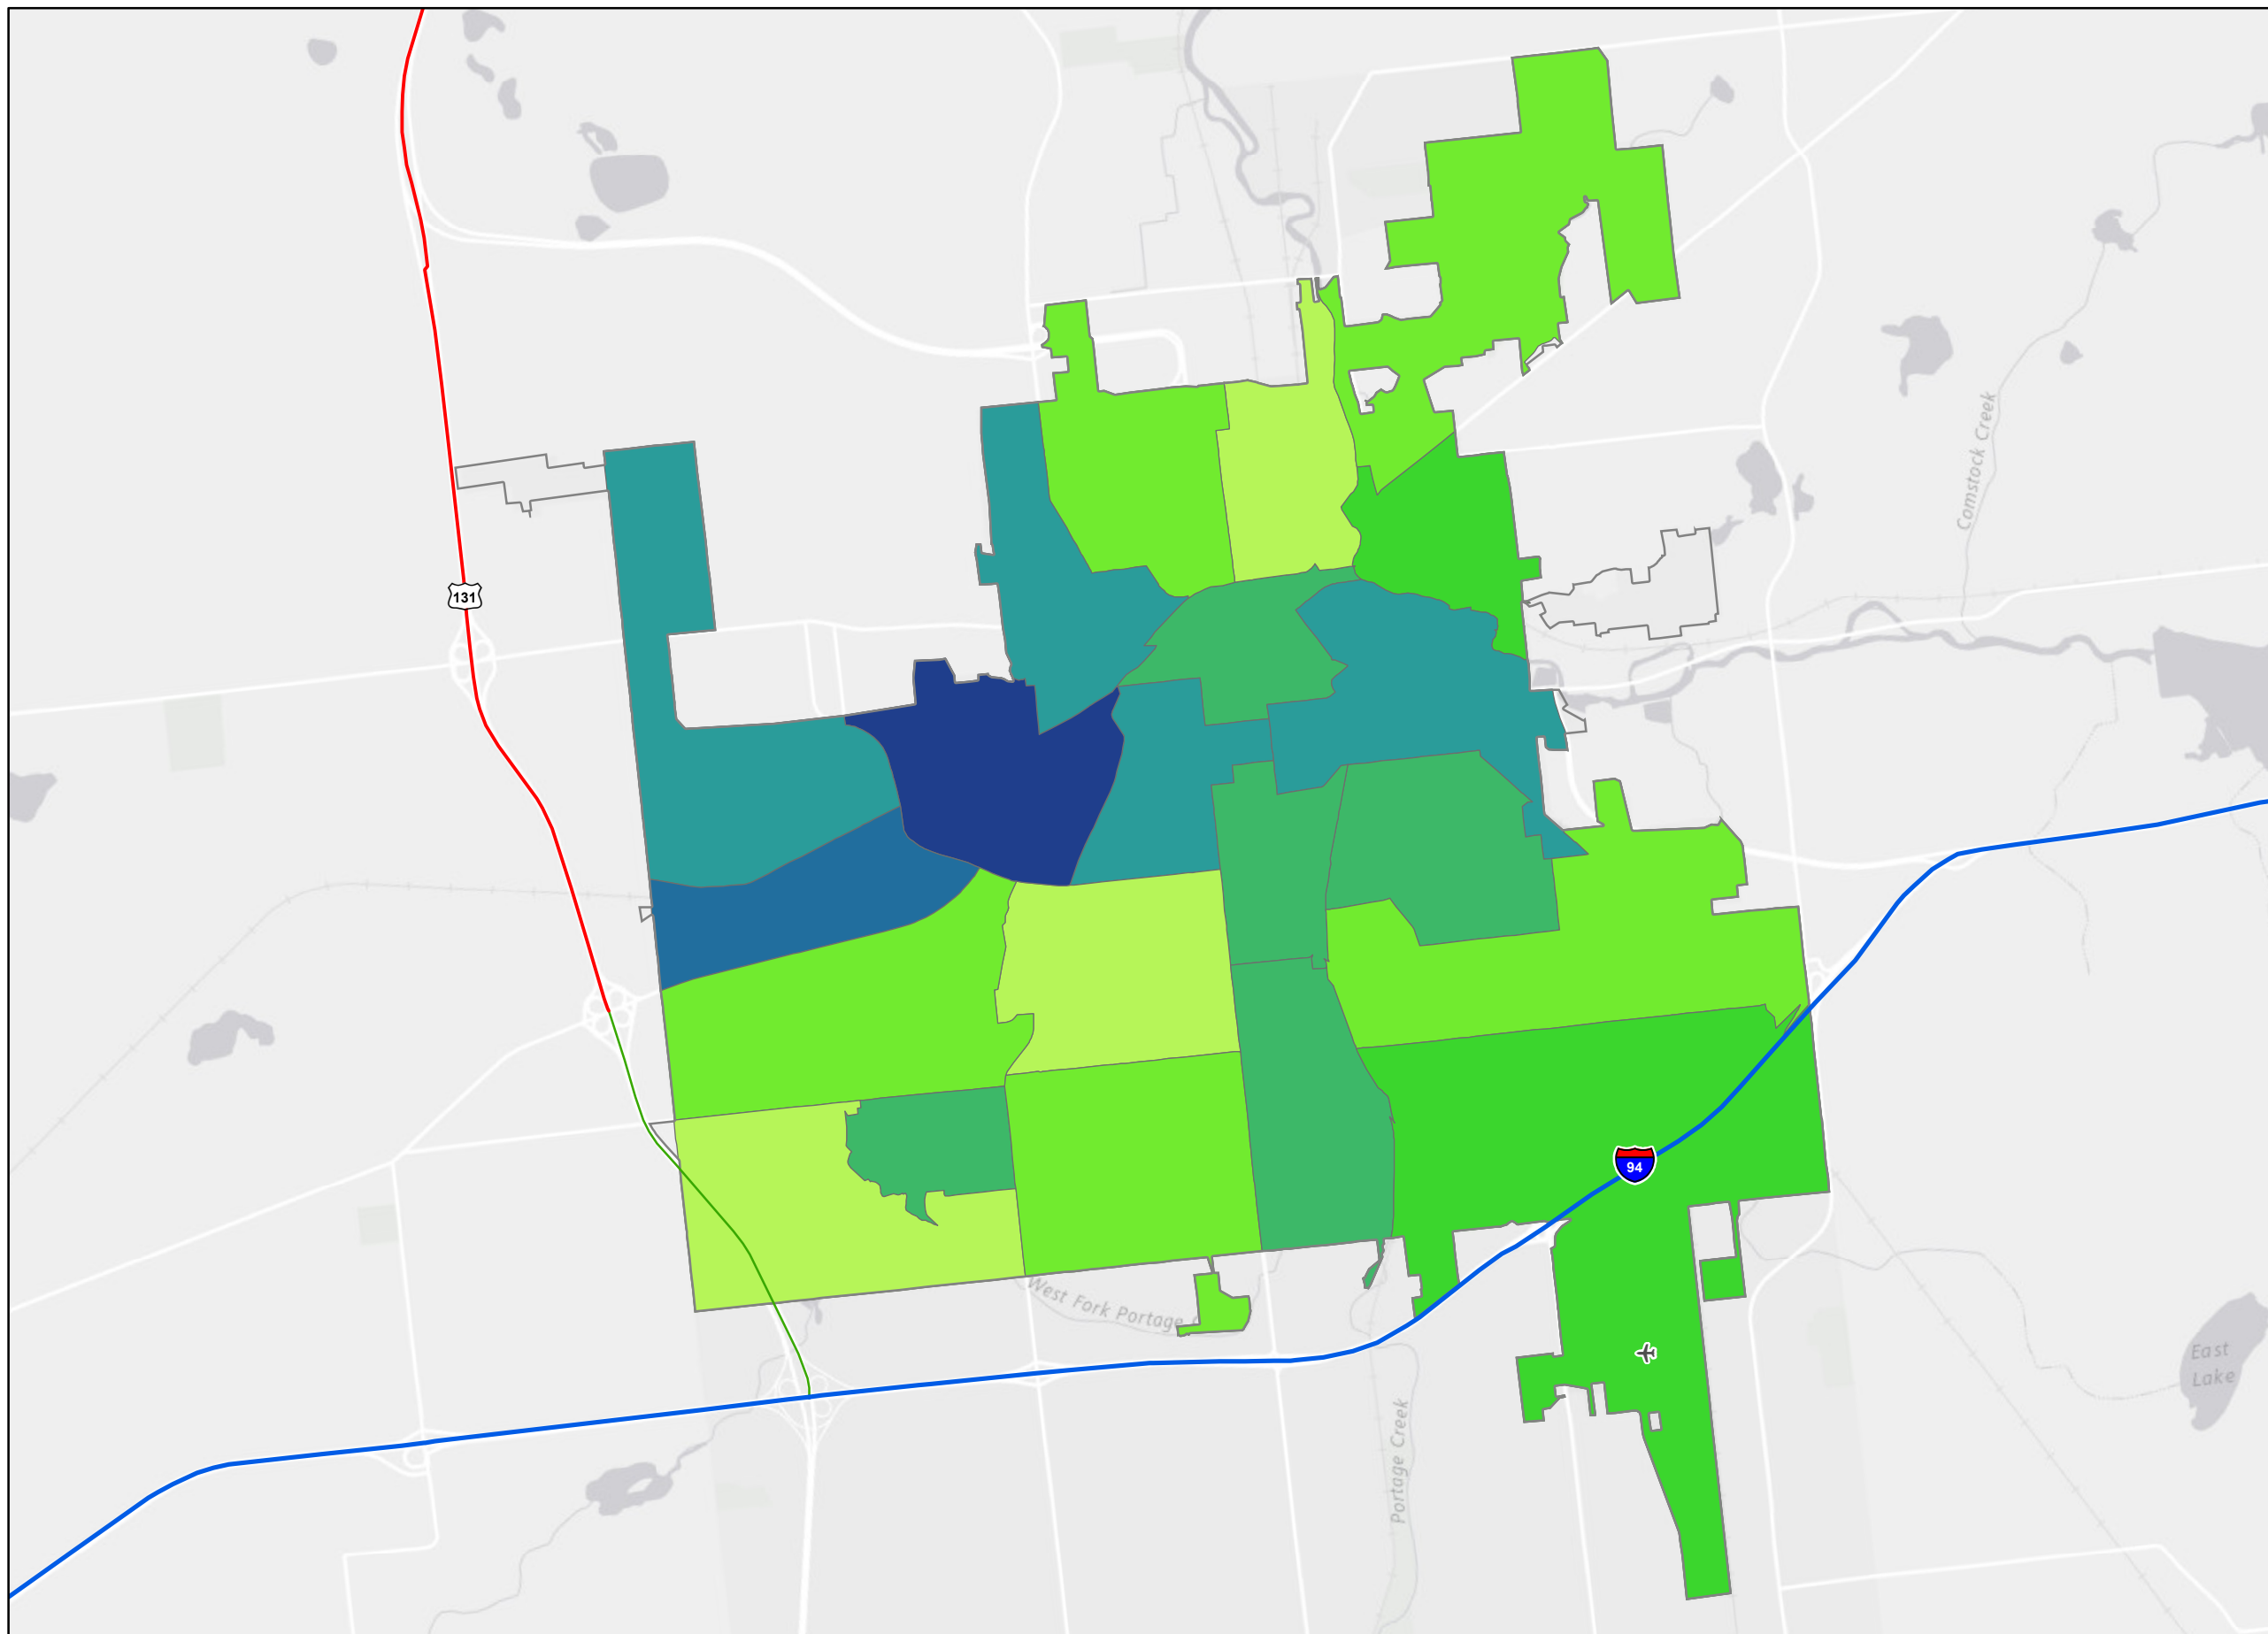 Comstock Creek
131
94
West Fork Portage
East
Lake
Portage Creek